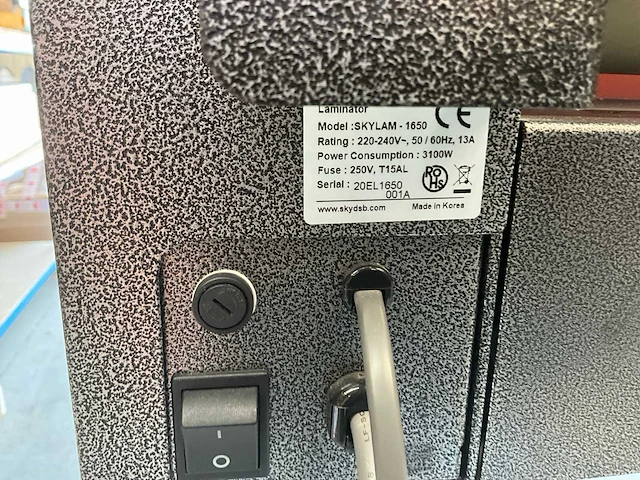 Laminator
Model :SKYLAM - 1650
Rating : 220-240V~, 50 / 60Hz, 13A
Power Consumption : 3100W
Fuse : 250V, T15AL
Serial : 20EL1650
001A
RoHS
www.skydsb.com Made in Korea